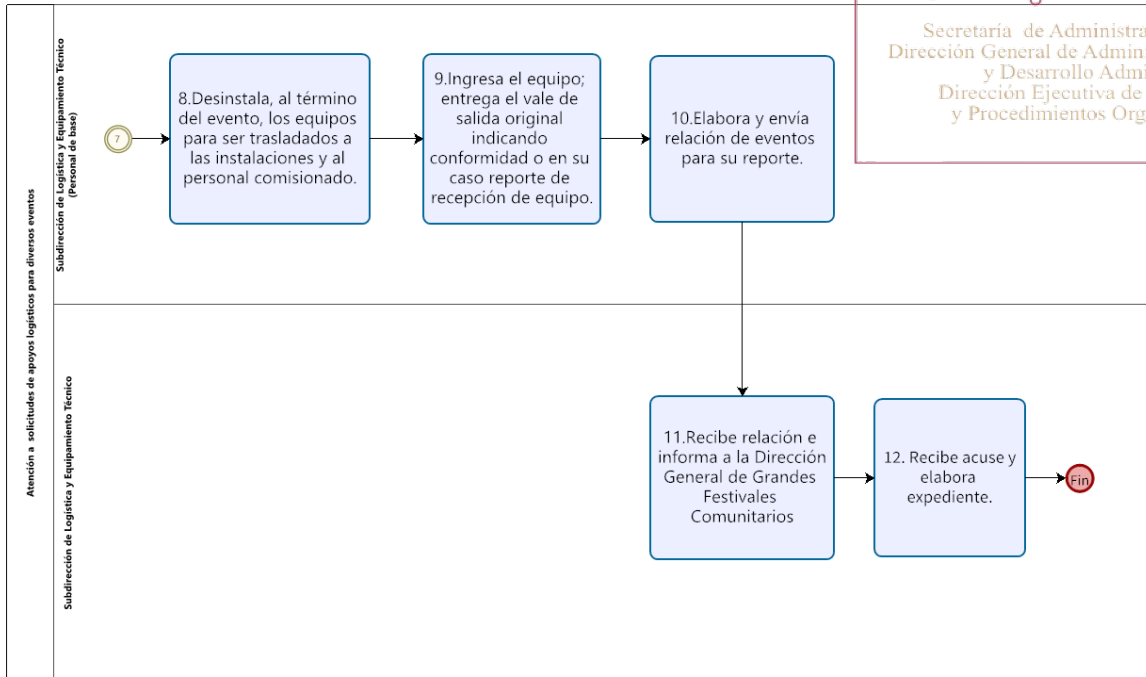 Secretaría de Administra
Dirección General de Admin
y Desarrollo Admi
Dirección Ejecutiva de
y Procedimientos Org
Atención a solicitudes de apoyos logísticos para diversos eventos
Subdirección de Logística y Equipamiento Técnico
(Personal de base)
7
8.Desinstala, al término
del evento, los equipos
para ser trasladados a
las instalaciones y al
personal comisionado.
9.Ingresa el equipo;
entrega el vale de
salida original
indicando
conformidad o en su
caso reporte de
recepción de equipo.
10.Elabora y envía
relación de eventos
para su reporte.
Subdirección de Logística y Equipamiento Técnico
11.Recibe relación e
informa a la Dirección
General de Grandes
Festivales
Comunitarios
12. Recibe acuse y
elabora
expediente.
Fin